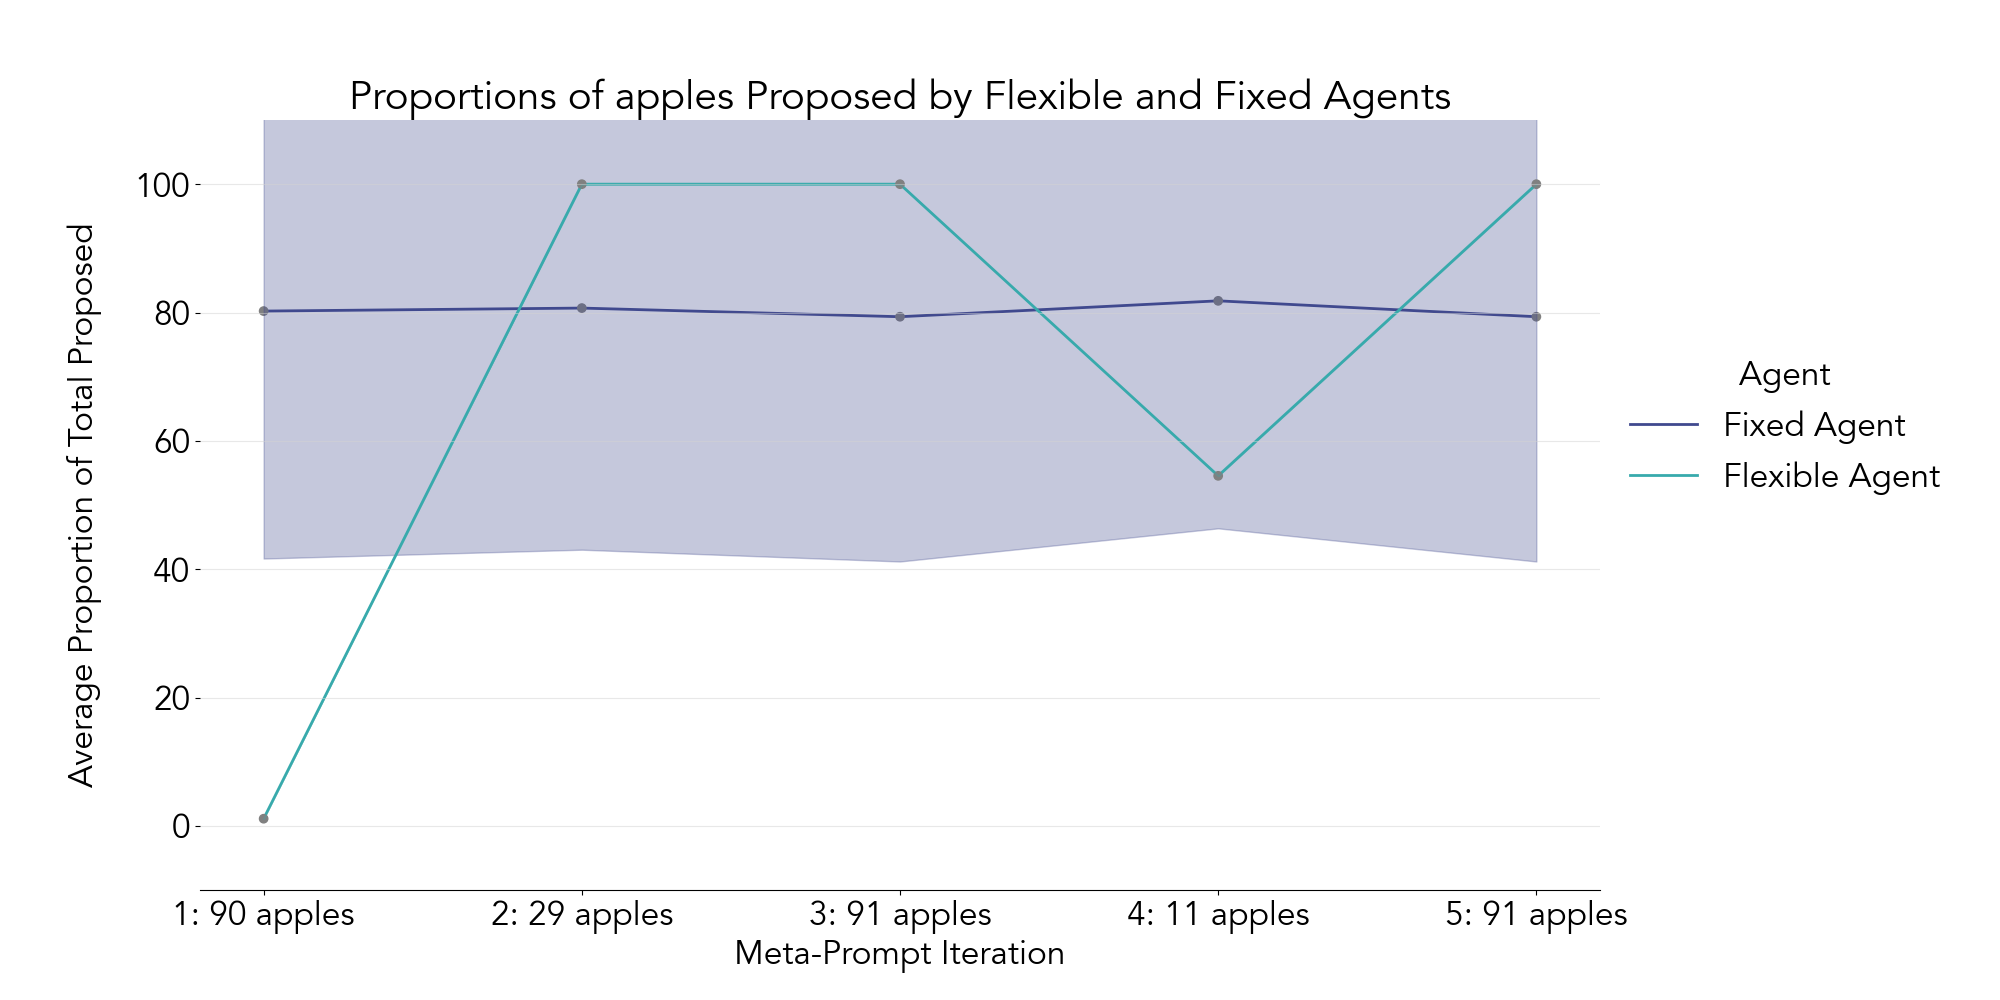 Proportions of apples Proposed by Flexible and Fixed Agents
Average Proportion of Total Proposed
100
80
60
40
20
0
1: 90 apples
2: 29 apples
3: 91 apples
4: 11 apples
5: 91 apples
Meta-Prompt Iteration
Agent
Fixed Agent
Flexible Agent